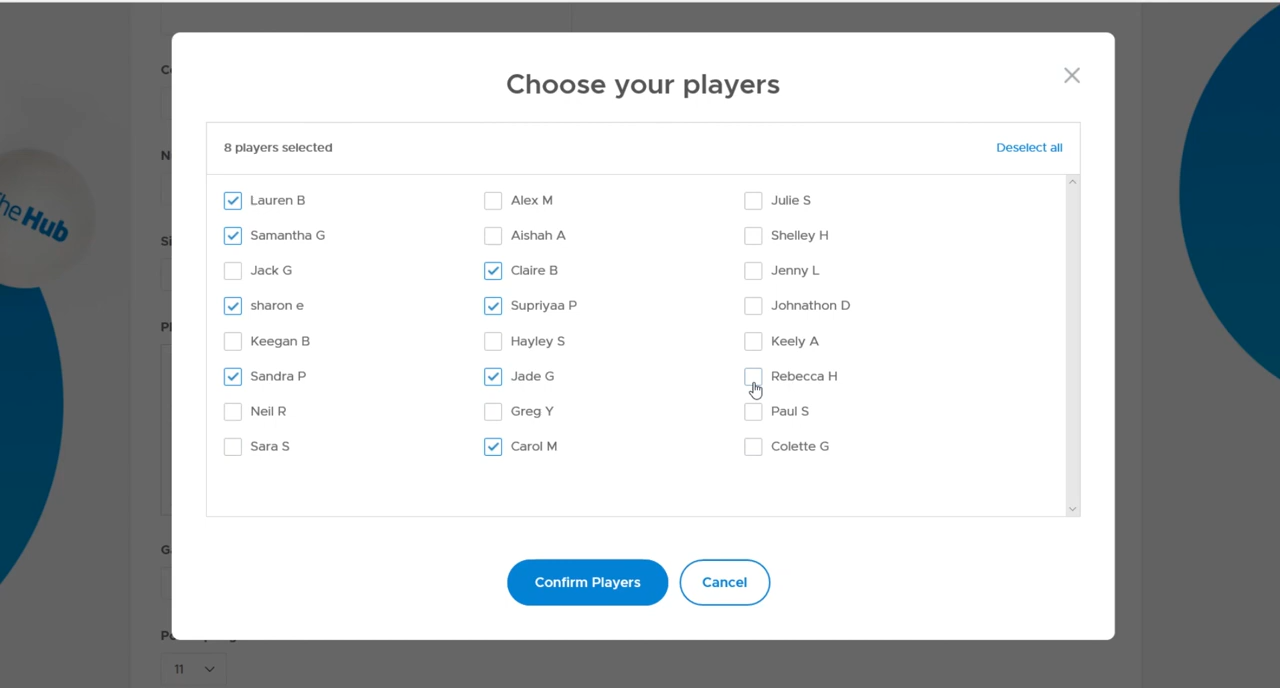 Choose your players
8 players selected
Deselect all
Lauren B
Alex M
Julie S
Samantha G
Aishah A
Shelley H
Jack G
Claire B
Jenny L
sharon e
Supriyaa P
Johnathon D
Keegan B
Hayley S
Keely A
Sandra P
Jade G
Rebecca H
Neil R
Greg Y
Paul S
Sara S
Carol M
Colette G
Confirm Players
Cancel
Hub
11